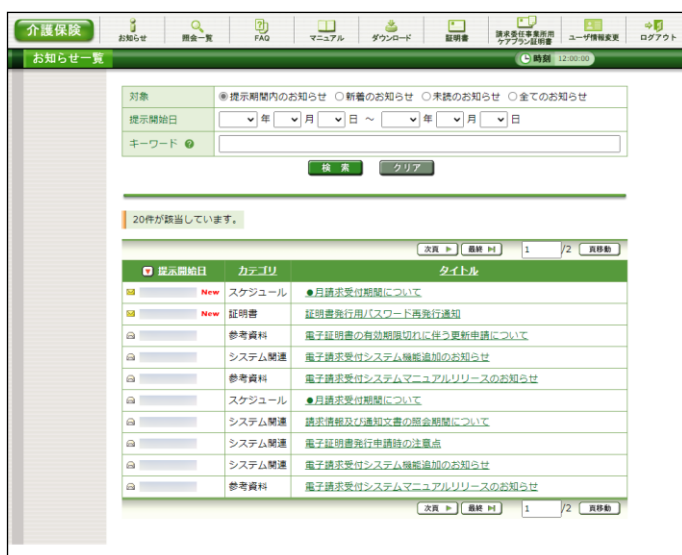 介護保険
お知らせ 照会一覧 FAQ マニュアル ダウンロード 証明書 請求委任事業所用 ケアプラン証明書 ユーザ情報変更 ログアウト
お知らせ一覧 時刻 12:00:00
対象 提示期間内のお知らせ 新着のお知らせ 未読のお知らせ 全てのお知らせ
提示開始日 年 月 日 ～ 年 月 日
キーワード ?
検 索 クリア
20件が該当しています。
次頁 最終 1 /2 頁移動
提示開始日 カテゴリ タイトル
New スケジュール ●月請求受付期間について
New 証明書 証明書発行用パスワード再発行通知
参考資料 電子証明書の有効期限切れに伴う更新申請について
システム関連 電子請求受付システム機能追加のお知らせ
参考資料 電子請求受付システムマニュアルリリースのお知らせ
スケジュール ●月請求受付期間について
システム関連 請求情報及び通知文書の照会期間について
システム関連 電子証明書発行申請時の注意点
システム関連 電子請求受付システム機能追加のお知らせ
参考資料 電子請求受付システムマニュアルリリースのお知らせ
次頁 最終 1 /2 頁移動